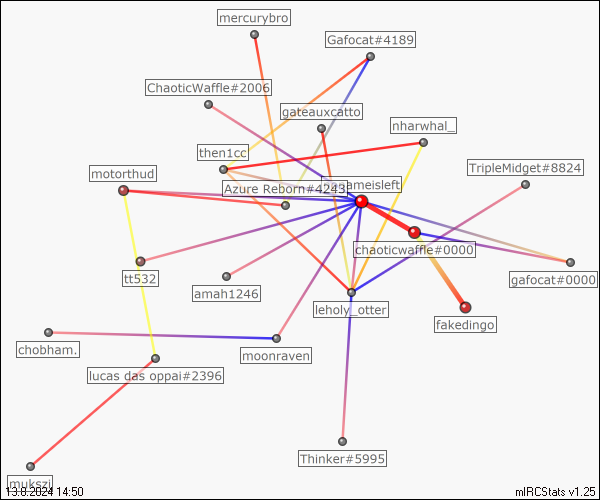 mercurybro
Gafocat#4189
ChaoticWaffle#2006
gateauxcatto
nharwhal_
then1cc
TripleMidget#8824
motorthud
Azure Reborn#4243
ameisleft
chaoticwaffle#0000
tt532
amah1246
gafocat#0000
leholy_otter
fakedingo
chobham.
moonraven
lucas das oppai#2396
Thinker#5995
mukszi
13.8.2024 14:50
mIRCStats v1.25